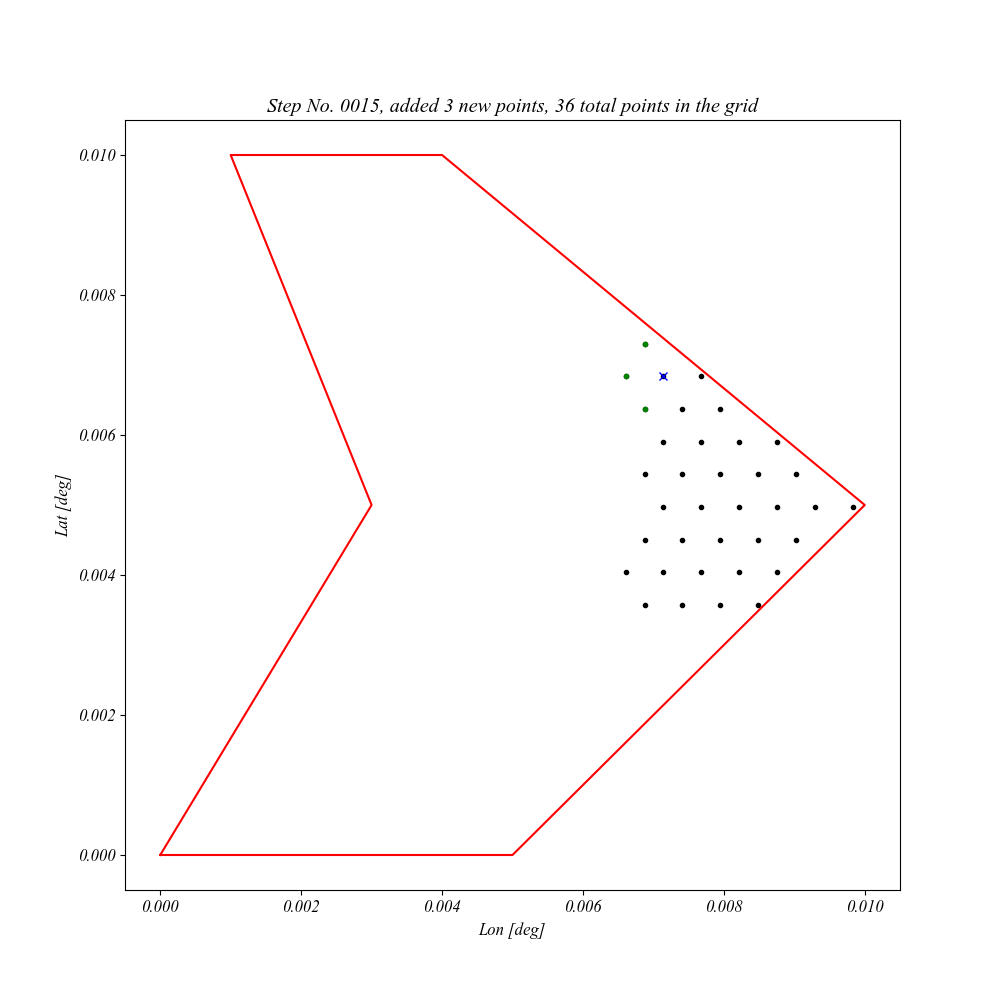 Step No. 0015, added 3 new points, 36 total points in the grid
0.010
0.008
0.006
0.004
0.002
0.000
Lat [deg]
0.000 0.002 0.004 0.006 0.008 0.010
Lon [deg]